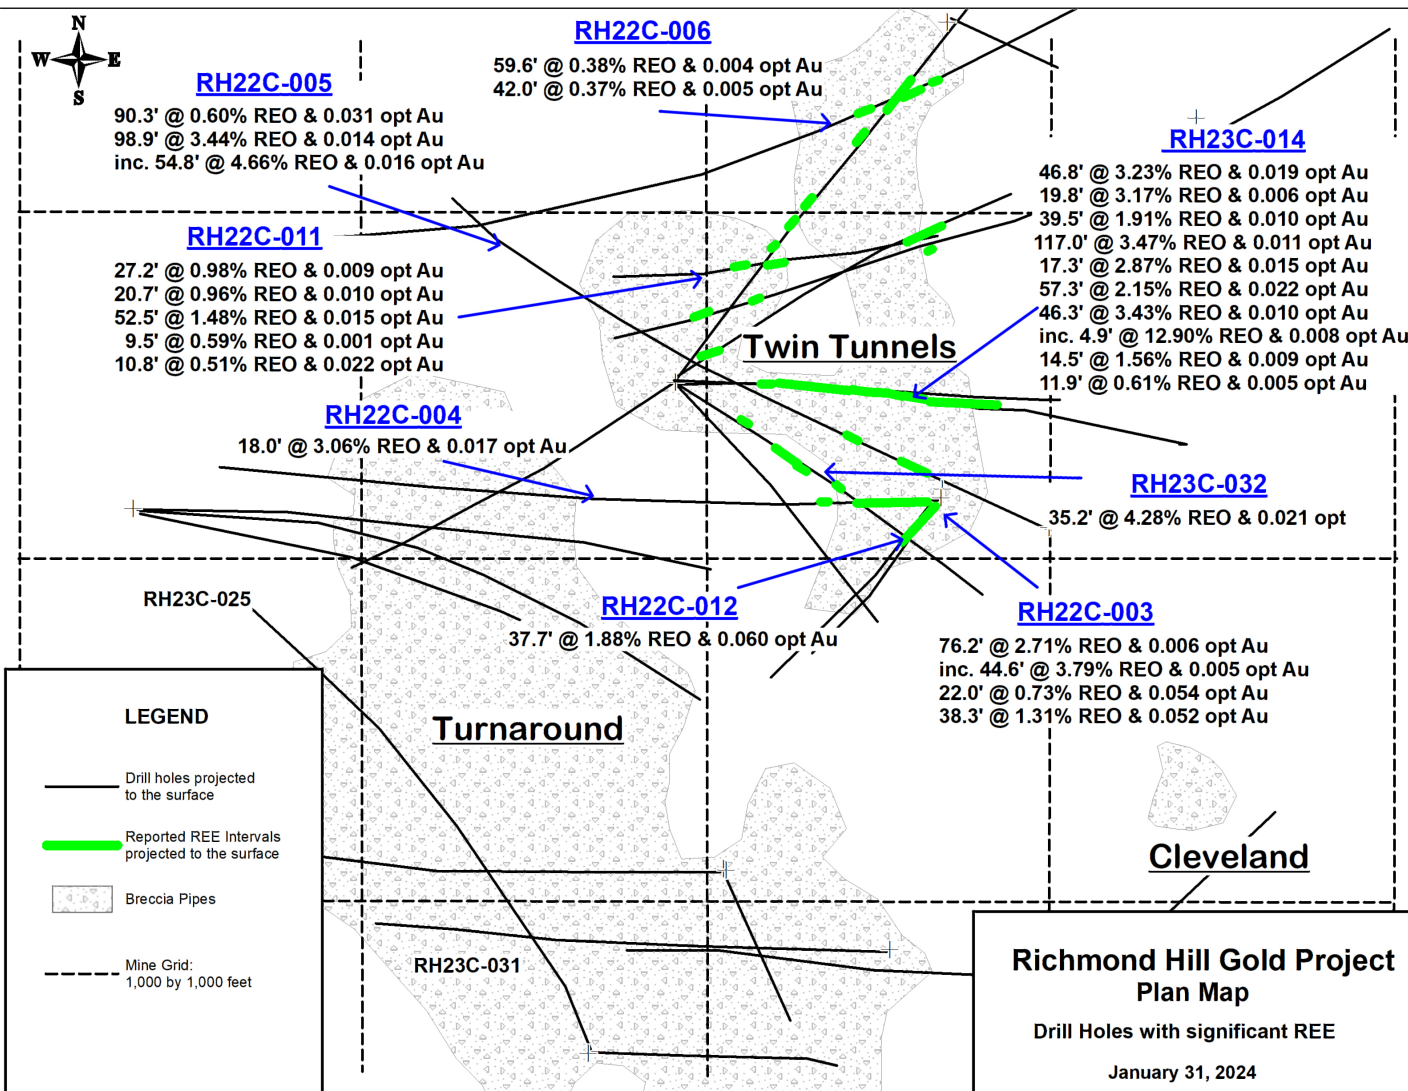 N
W E
S
RH22C-006
59.6' @ 0.38% REO & 0.004 opt Au
42.0' @ 0.37% REO & 0.005 opt Au
RH22C-005
90.3' @ 0.60% REO & 0.031 opt Au
98.9' @ 3.44% REO & 0.014 opt Au
inc. 54.8' @ 4.66% REO & 0.016 opt Au
RH23C-014
46.8' @ 3.23% REO & 0.019 opt Au
19.8' @ 3.17% REO & 0.006 opt Au
39.5' @ 1.91% REO & 0.010 opt Au
117.0' @ 3.47% REO & 0.011 opt Au
17.3' @ 2.87% REO & 0.015 opt Au
57.3' @ 2.15% REO & 0.022 opt Au
46.3' @ 3.43% REO & 0.010 opt Au
inc. 4.9' @ 12.90% REO & 0.008 opt Au
14.5' @ 1.56% REO & 0.009 opt Au
11.9' @ 0.61% REO & 0.005 opt Au
RH22C-011
27.2' @ 0.98% REO & 0.009 opt Au
20.7' @ 0.96% REO & 0.010 opt Au
52.5' @ 1.48% REO & 0.015 opt Au
9.5' @ 0.59% REO & 0.001 opt Au
10.8' @ 0.51% REO & 0.022 opt Au
Twin Tunnels
RH22C-004
18.0' @ 3.06% REO & 0.017 opt Au
RH23C-032
35.2' @ 4.28% REO & 0.021 opt
RH23C-025
RH22C-012
37.7' @ 1.88% REO & 0.060 opt Au
RH22C-003
76.2' @ 2.71% REO & 0.006 opt Au
inc. 44.6' @ 3.79% REO & 0.005 opt Au
22.0' @ 0.73% REO & 0.054 opt Au
38.3' @ 1.31% REO & 0.052 opt Au
Turnaround
Cleveland
RH23C-031
LEGEND
Drill holes projected
to the surface
Reported REE Intervals
projected to the surface
Breccia Pipes
Mine Grid:
1,000 by 1,000 feet
Richmond Hill Gold Project
Plan Map
Drill Holes with significant REE
January 31, 2024